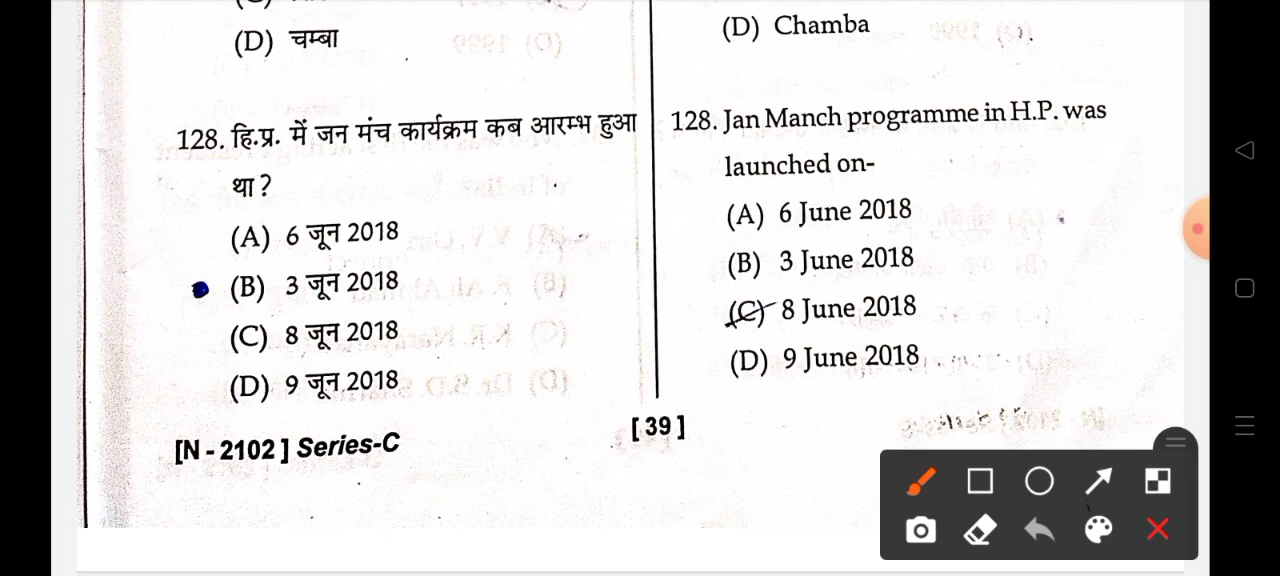 (D) चम्बा
128. हि.प्र. में जन मंच कार्यक्रम कब आरम्भ हुआ
था?
(A) 6 जून 2018
(B) 3 जून 2018
(C) 8 जून 2018
(D) 9 जून 2018
[N - 2102 ] Series-C
[ 39 ]
(D) Chamba
128. Jan Manch programme in H.P. was
launched on-
(A) 6 June 2018
(B) 3 June 2018
(C) 8 June 2018
(D) 9 June 2018